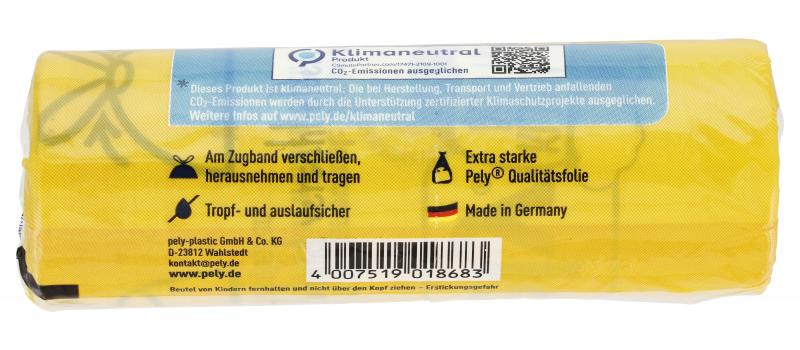 Klimaneutral
Produkt
ClimatePartner.com/17471-2109-1001
CO₂-Emissionen ausgeglichen
*Dieses Produkt ist klimaneutral: Die bei Herstellung, Transport und Vertrieb anfallenden
CO₂-Emissionen werden durch die Unterstützung zertifizierter Klimaschutzprojekte ausgeglichen.
Weitere Infos auf www.pely.de/klimaneutral
Am Zugband verschließen,
herausnehmen und tragen
Tropf- und auslaufsicher
Extra starke
Pely® Qualitätsfolie
Made in Germany
pely-plastic GmbH & Co. KG
D-23812 Wahlstedt
kontakt@pely.de
www.pely.de
4 007519 018683
Beutel von Kindern fernhalten und nicht über den Kopf ziehen – Erstickungsgefahr